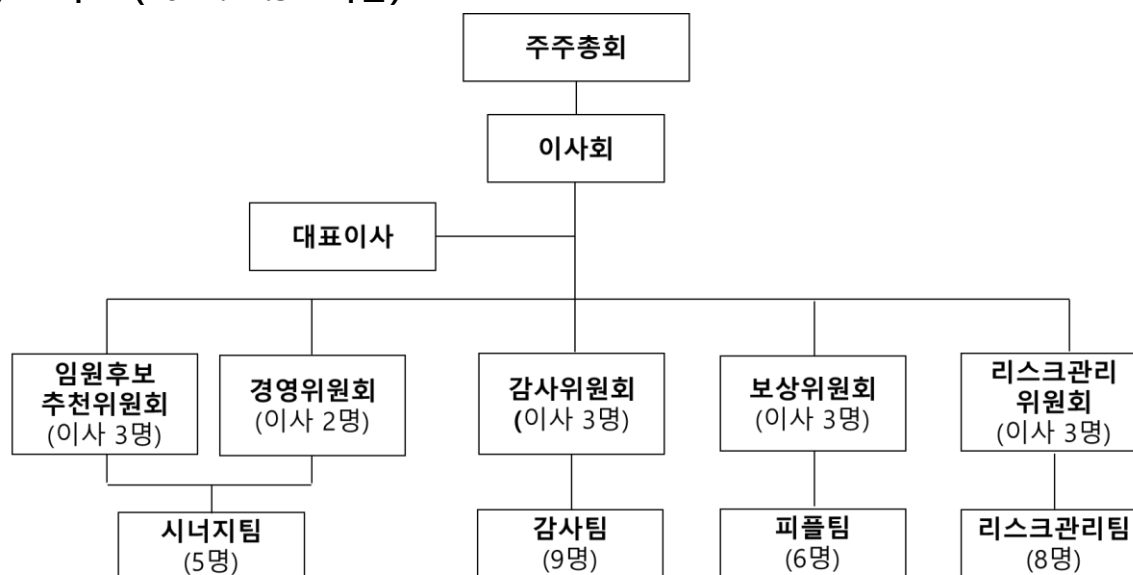 주주총회
이사회
대표이사
임원후보
추천위원회
(이사 3명)
경영위원회
(이사 2명)
감사위원회
(이사 3명)
보상위원회
(이사 3명)
리스크관리
위원회
(이사 3명)
시너지팀
(5명)
감사팀
(9명)
피플팀
(6명)
리스크관리팀
(8명)